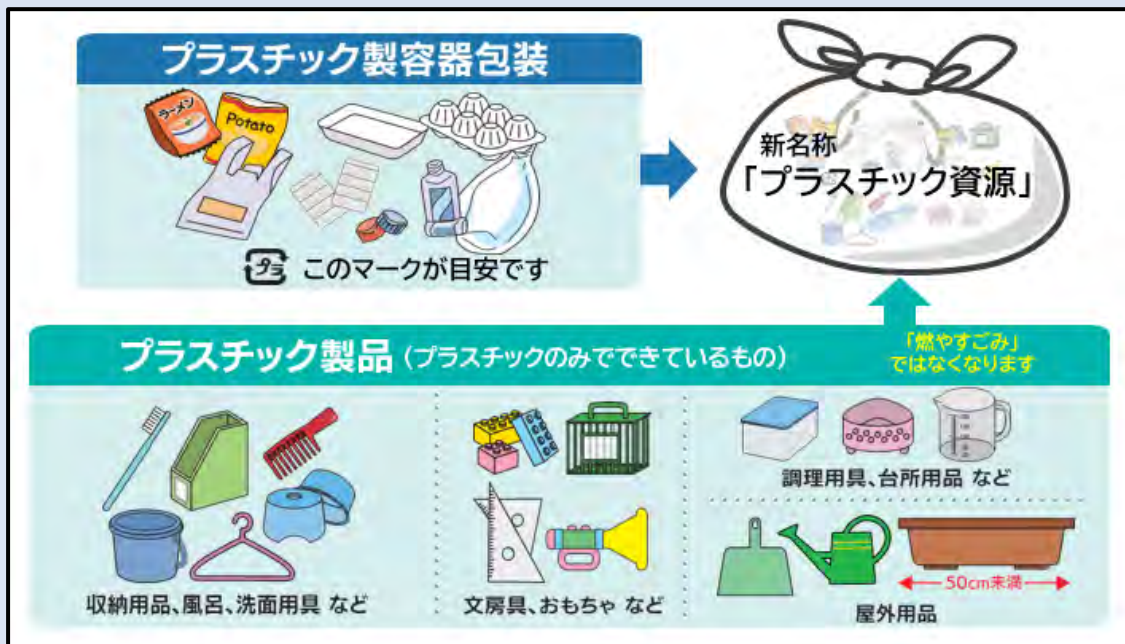 プラスチック製容器包装
ラーメン
Potato
プラ このマークが目安です
新名称
「プラスチック資源」
プラスチック製品（プラスチックのみでできているもの）
「燃やすごみ」
ではなくなります
収納用品、風呂、洗面用具 など
文房具、おもちゃ など
調理用具、台所用品 など
50cm未満
屋外用品